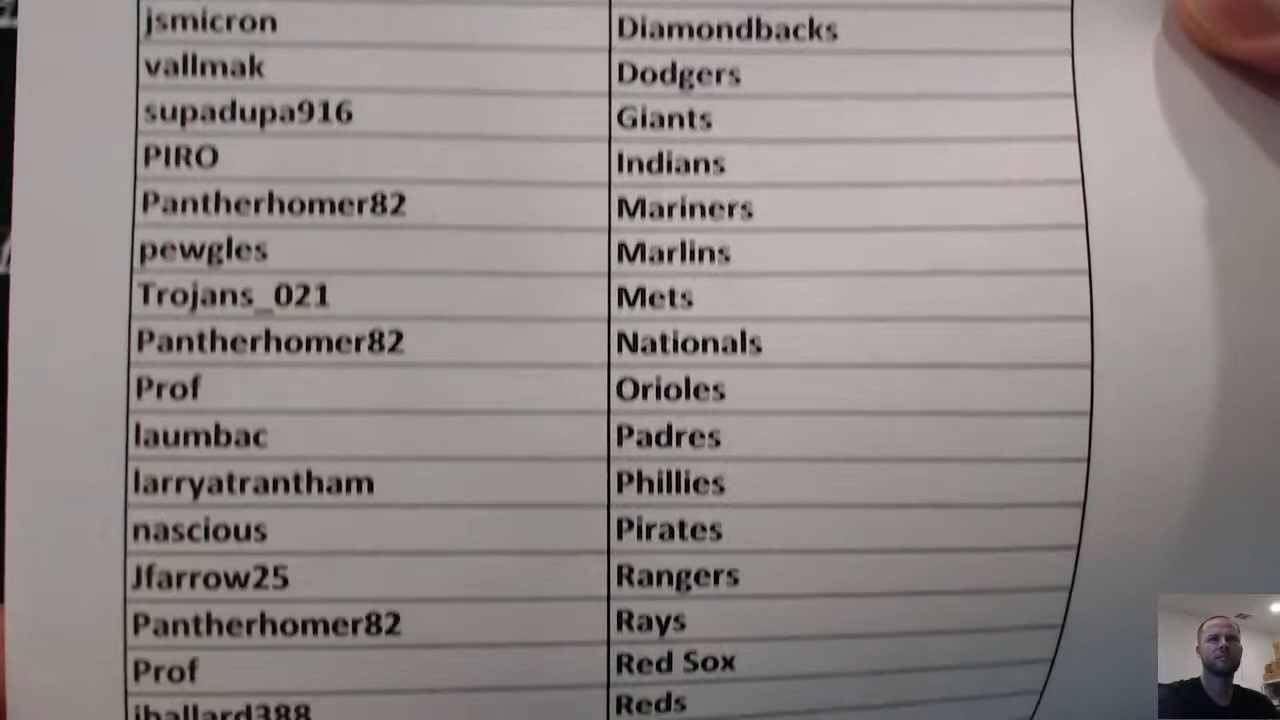 jsmicron Diamondbacks
vallmak Dodgers
supadupa916 Giants
PIRO Indians
Pantherhomer82 Mariners
pewgles Marlins
Trojans_021 Mets
Pantherhomer82 Nationals
Prof Orioles
laumbac Padres
larryatrantham Phillies
nascious Pirates
Jfarrow25 Rangers
Pantherhomer82 Rays
Prof Red Sox
jballard388 Reds